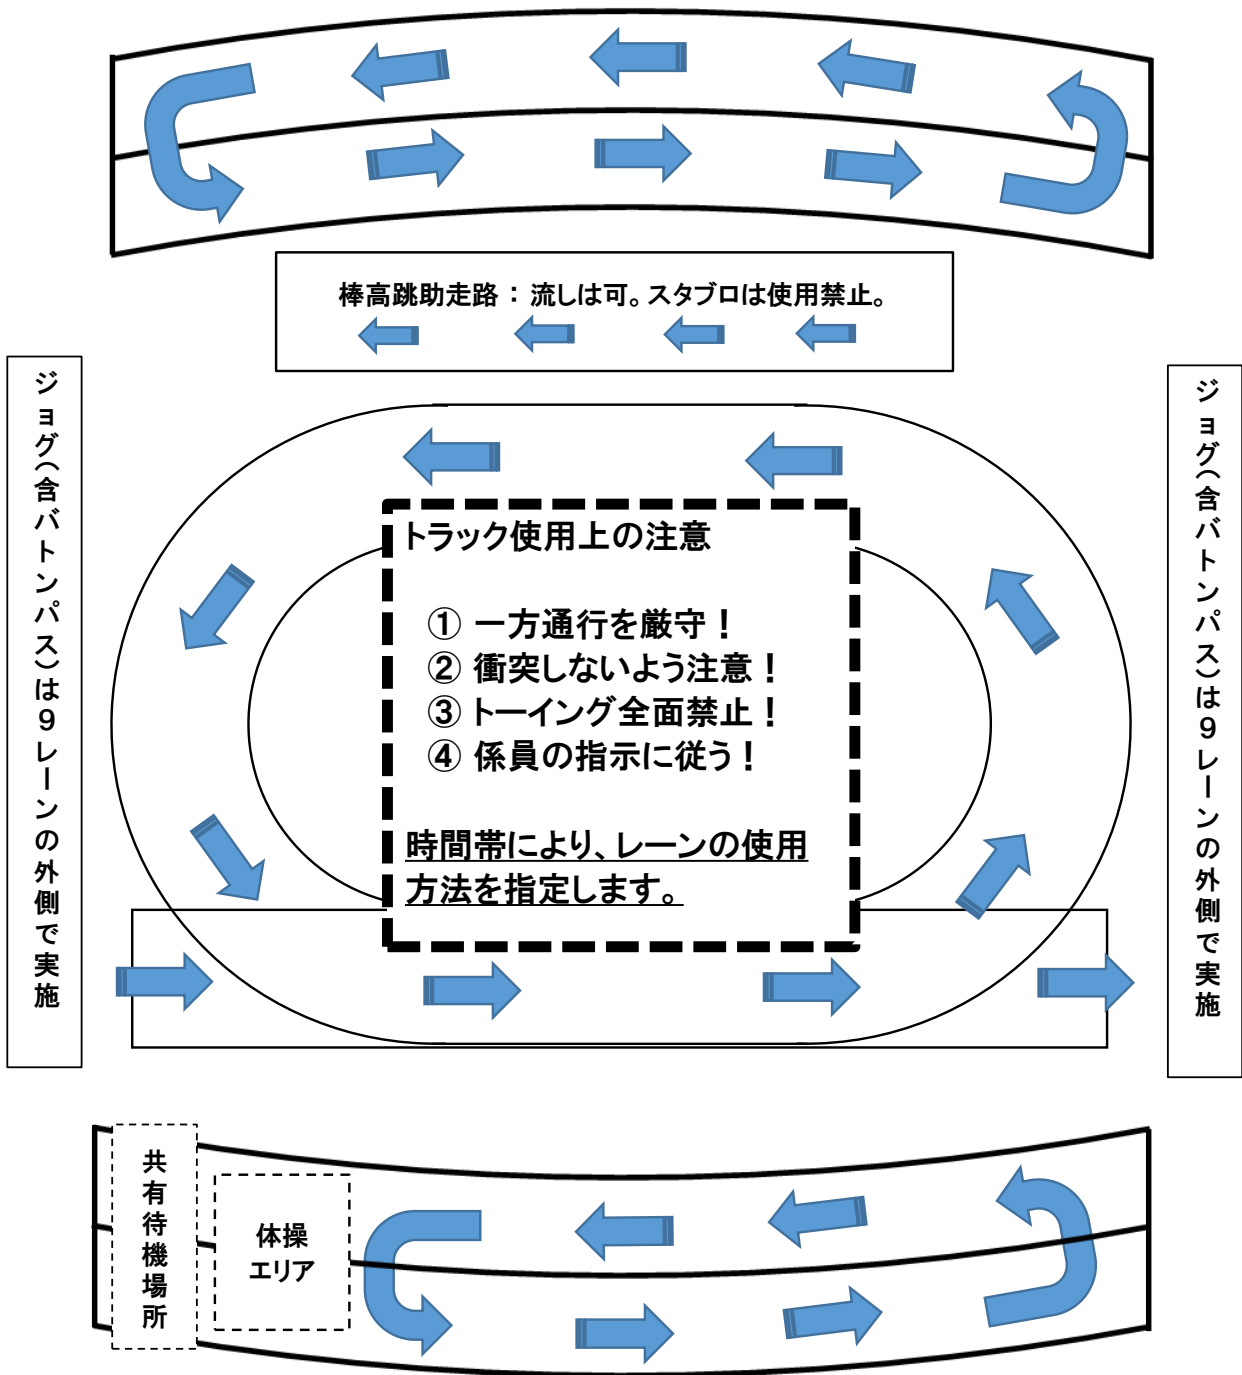 棒高跳助走路：流しは可。スタブロは使用禁止。
ジョグ（含バトンパス）は９レーンの外側で実施
ジョグ（含バトンパス）は９レーンの外側で実施
トラック使用上の注意
① 一方通行を厳守！
② 衝突しないよう注意！
③ トーイング全面禁止！
④ 係員の指示に従う！
時間帯により、レーンの使用
方法を指定します。
共有待機場所
体操
エリア